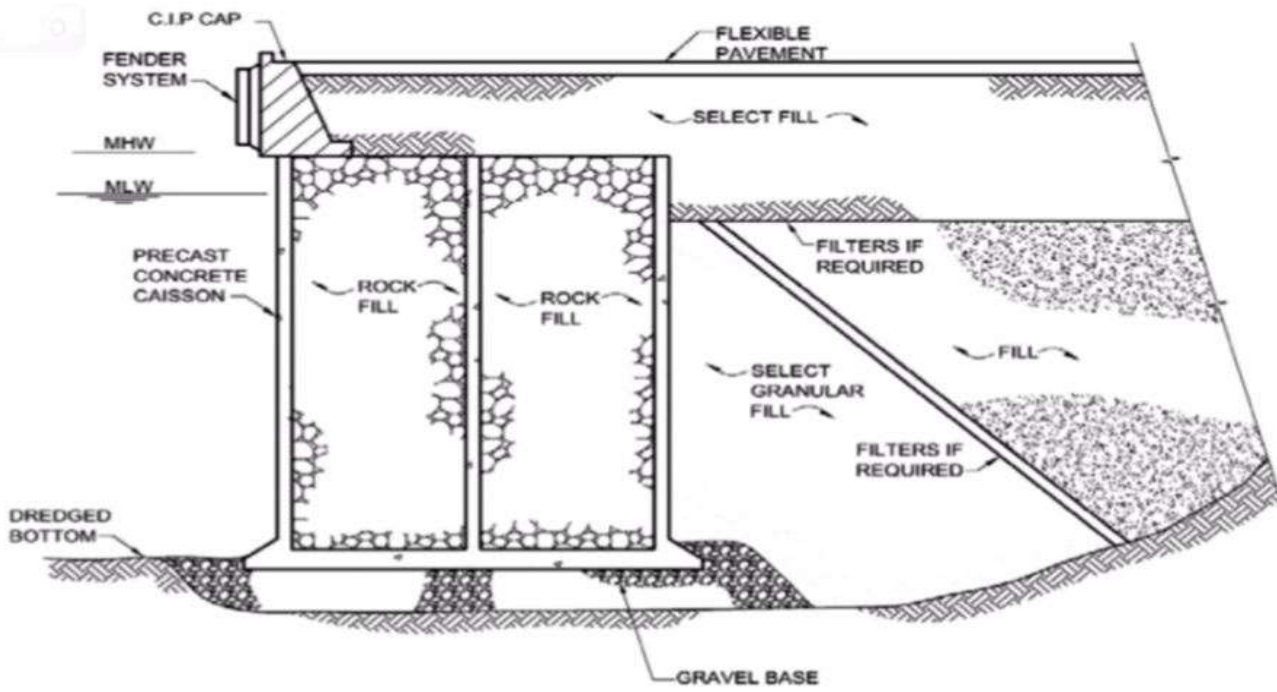 C.I.P CAP
FLEXIBLE
PAVEMENT
FENDER
SYSTEM
SELECT FILL
MHW
MLW
FILTERS IF
REQUIRED
PRECAST
CONCRETE
CAISSON
ROCK
FILL
ROCK
FILL
FILL
SELECT
GRANULAR
FILL
FILTERS IF
REQUIRED
DREDGED
BOTTOM
GRAVEL BASE